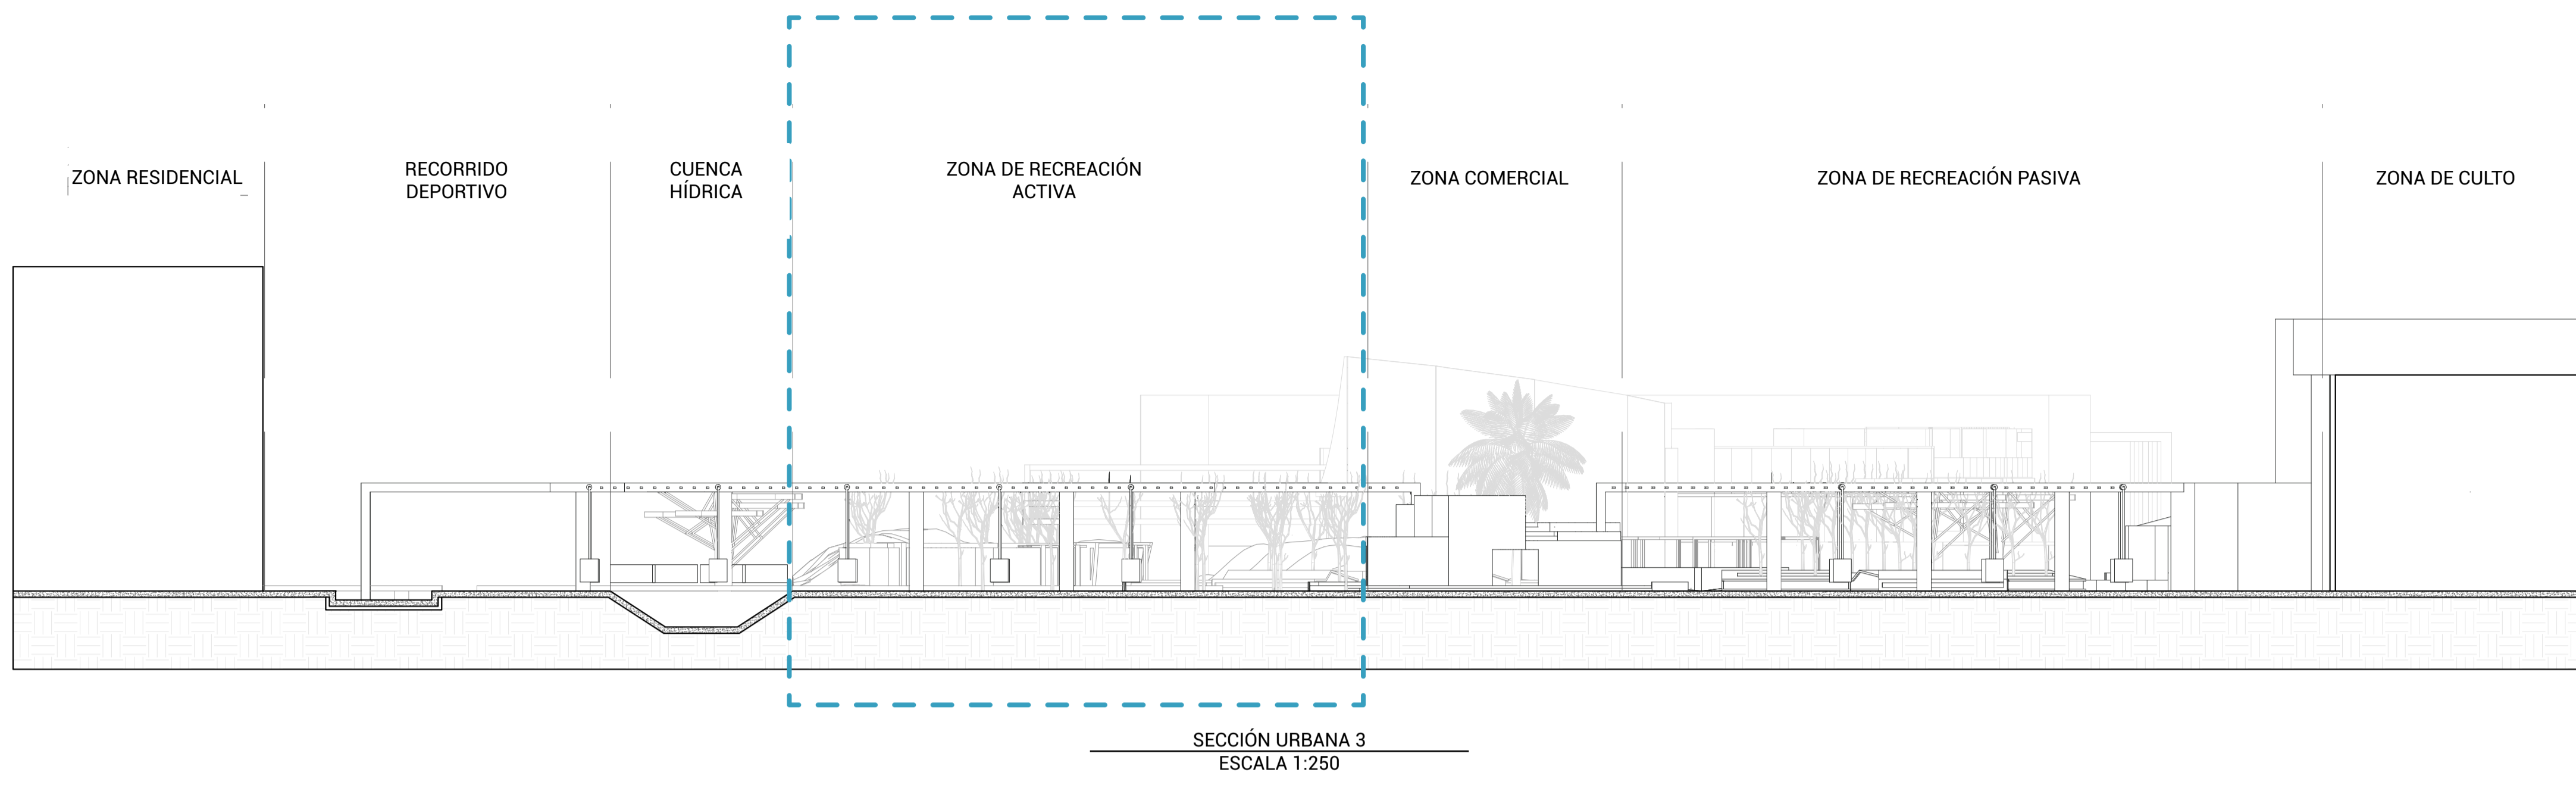 ZONA RESIDENCIAL
RECORRIDO
DEPORTIVO
CUENCA
HÍDRICA
ZONA DE RECREACIÓN
ACTIVA
ZONA COMERCIAL
ZONA DE RECREACIÓN PASIVA
ZONA DE CULTO
SECCIÓN URBANA 3
ESCALA 1:250